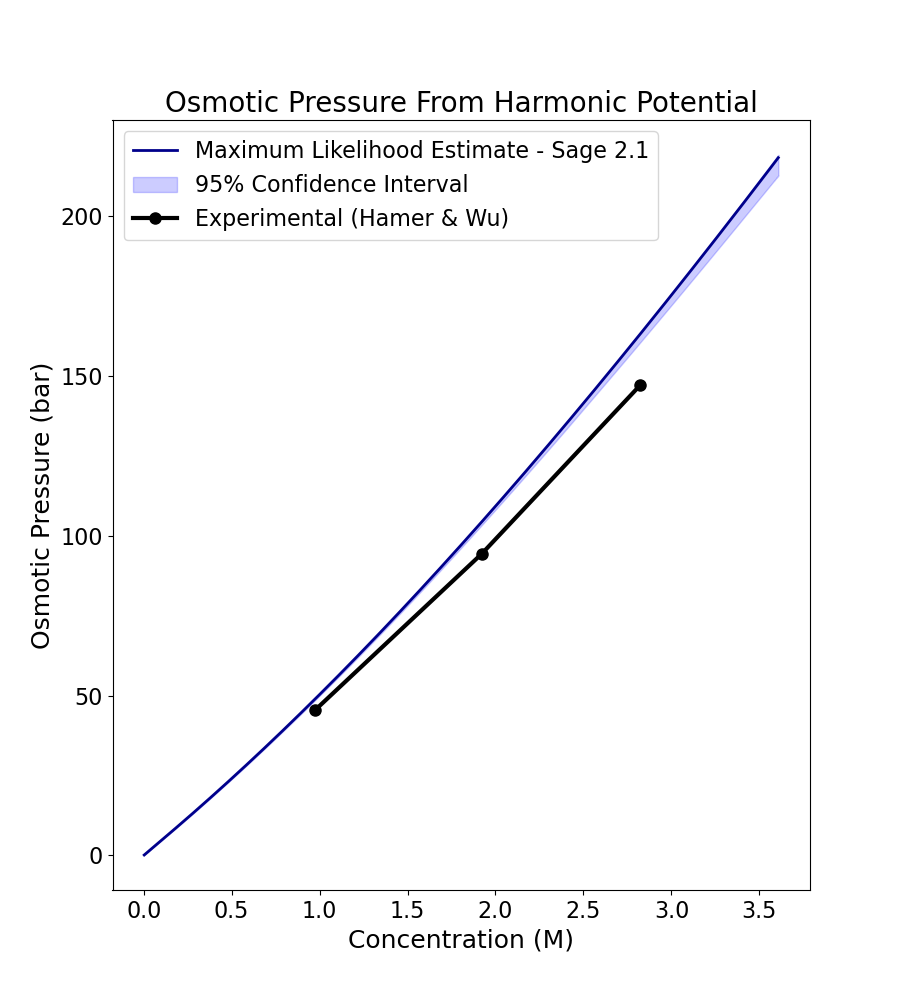 Osmotic Pressure From Harmonic Potential
Maximum Likelihood Estimate - Sage 2.1
95% Confidence Interval
Experimental (Hamer & Wu)
Osmotic Pressure (bar)
200
150
100
50
0
0.0 0.5 1.0 1.5 2.0 2.5 3.0 3.5
Concentration (M)